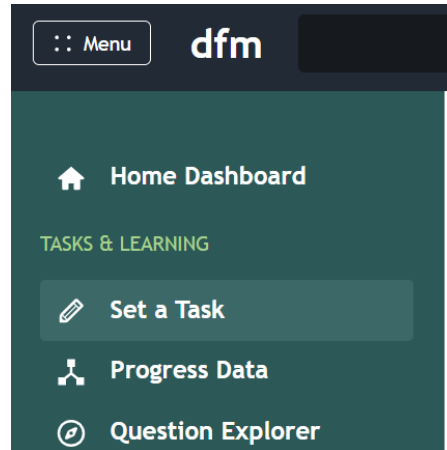 Menu
dfm
Home Dashboard
TASKS & LEARNING
Set a Task
Progress Data
Question Explorer